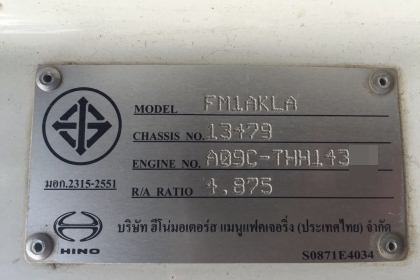 MODEL FM1AKLA
CHASSIS NO. 13479
ENGINE NO. A09C-THH143
มอก.2315-2551
R/A RATIO 4,875
HINO
บริษัท ฮีโน่มอเตอร์ส แมนูแฟคเจอริ่ง (ประเทศไทย) จำกัด
S0871E4034